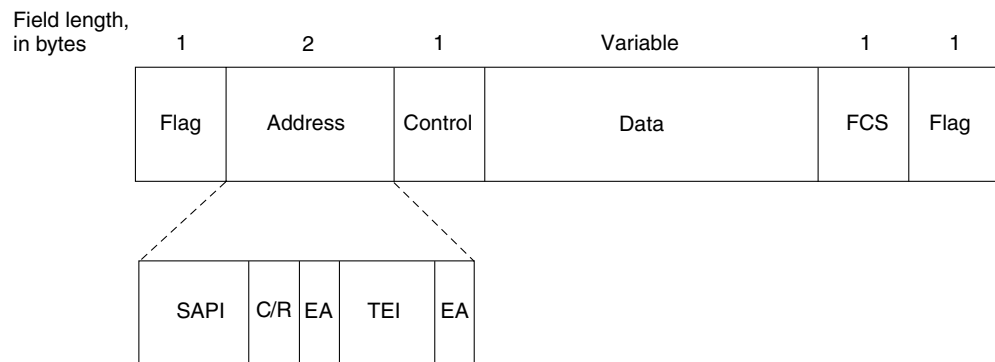 Field length,
in bytes 1 2 1 Variable 1 1
Flag Address Control Data FCS Flag
SAPI C/R EA TEI EA